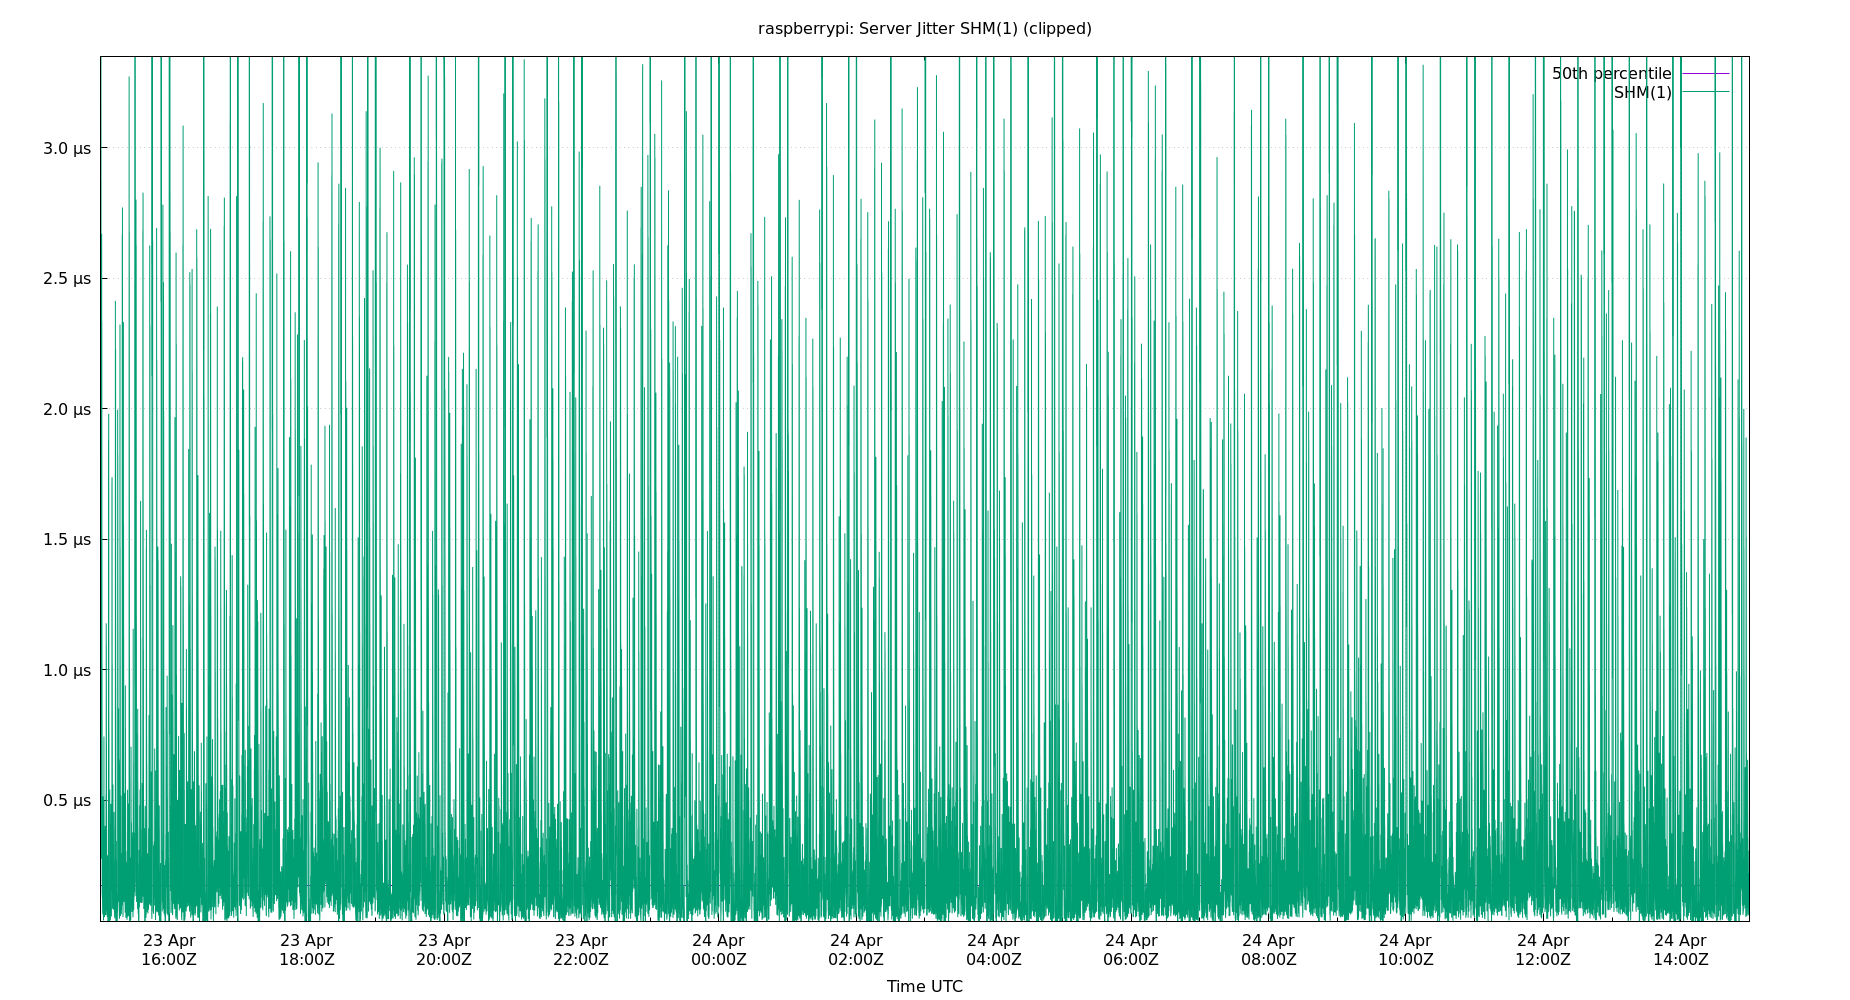 raspberrypi: Server Jitter SHM(1) (clipped)
50th percentile
SHM(1)
3.0 µs
2.5 µs
2.0 µs
1.5 µs
1.0 µs
0.5 µs
23 Apr 23 Apr 23 Apr 23 Apr 24 Apr 24 Apr 24 Apr 24 Apr 24 Apr 24 Apr 24 Apr 24 Apr
16:00Z 18:00Z 20:00Z 22:00Z 00:00Z 02:00Z 04:00Z 06:00Z 08:00Z 10:00Z 12:00Z 14:00Z
Time UTC